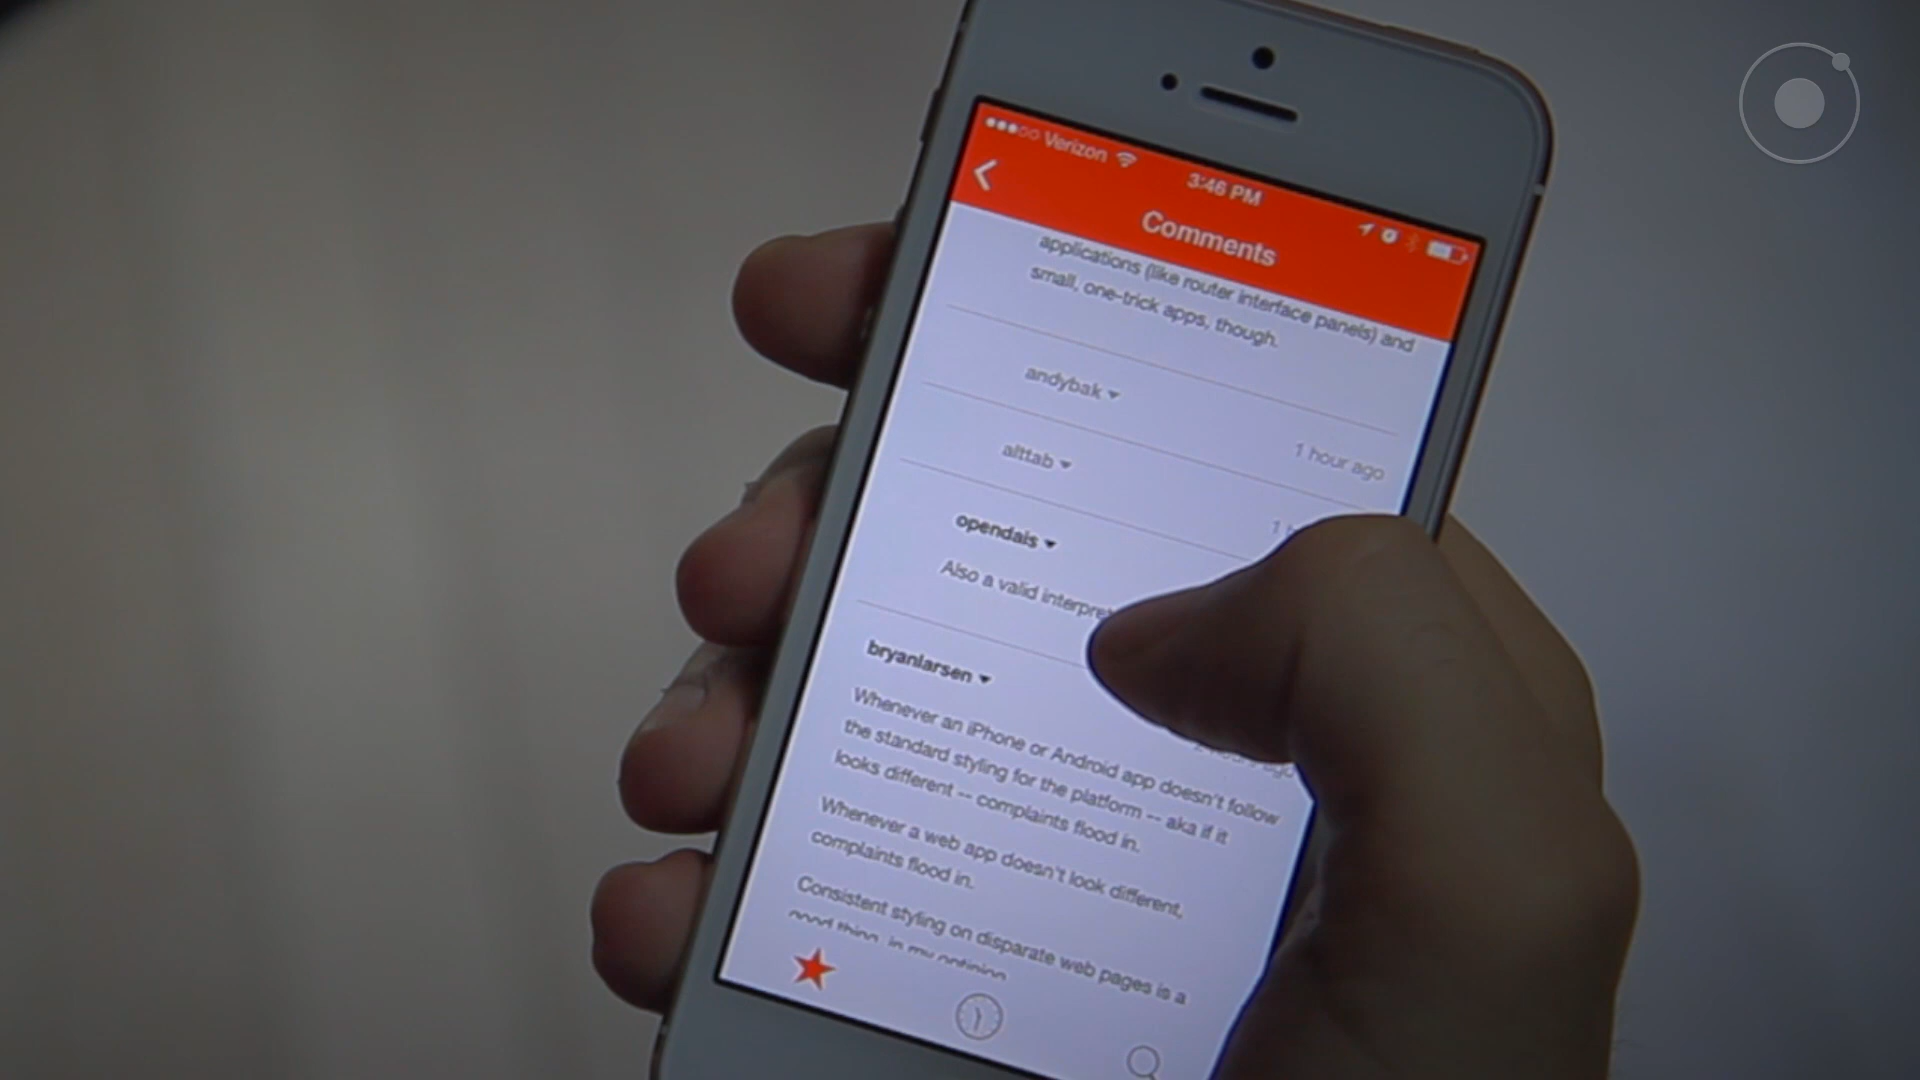 Verizon
3:46 PM
Comments
applications (like router interface panels) and
small, one-trick apps, though.
andybak
1 hour ago
alttab
1 h
opendais
Also a valid interpret
bryanlarsen
ago
Whenever an iPhone or Android app doesn't follow
the standard styling for the platform -- aka if it
looks different -- complaints flood in.
Whenever a web app doesn't look different,
complaints flood in.
Consistent styling on disparate web pages is a
good thing, in my opinion